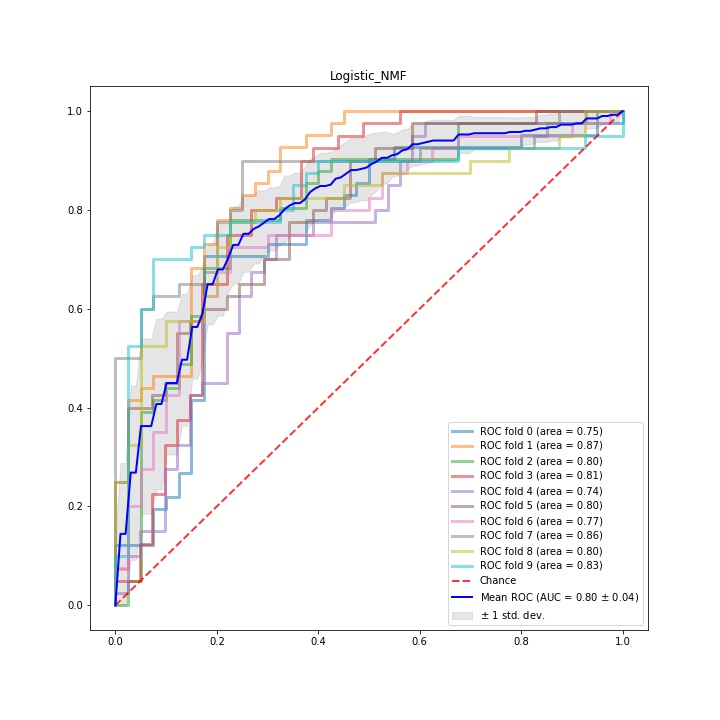 Logistic_NMF
1.0
0.8
0.6
0.4
0.2
0.0
ROC fold 0 (area = 0.75)
ROC fold 1 (area = 0.87)
ROC fold 2 (area = 0.80)
ROC fold 3 (area = 0.81)
ROC fold 4 (area = 0.74)
ROC fold 5 (area = 0.80)
ROC fold 6 (area = 0.77)
ROC fold 7 (area = 0.86)
ROC fold 8 (area = 0.80)
ROC fold 9 (area = 0.83)
Chance
Mean ROC (AUC = 0.80 ± 0.04)
± 1 std. dev.
0.0 0.2 0.4 0.6 0.8 1.0